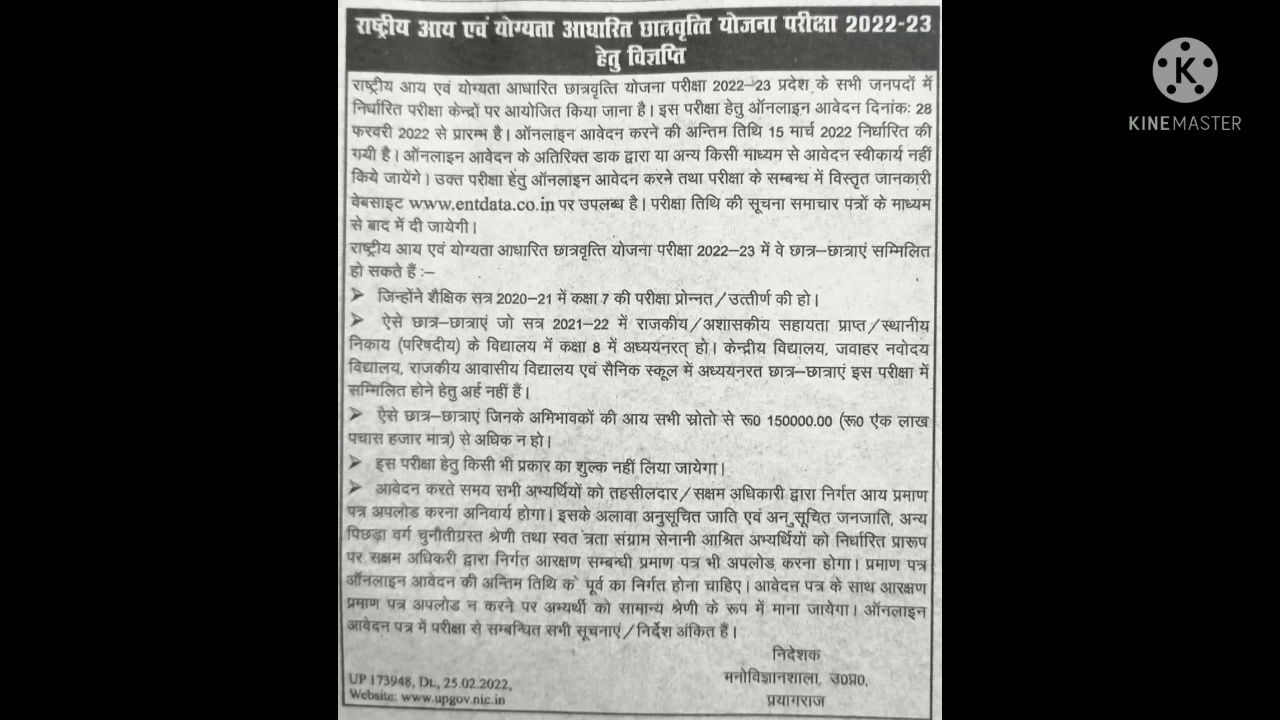 राष्ट्रीय आय एवं योग्यता आधारित छात्रवृत्ति योजना परीक्षा 2022-23
हेतु विज्ञप्ति
राष्ट्रीय आय एवं योग्यता आधारित छात्रवृत्ति योजना परीक्षा 2022–23 प्रदेश के सभी जनपदों में
निर्धारित परीक्षा केन्द्रों पर आयोजित किया जाना है। इस परीक्षा हेतु ऑनलाइन आवेदन दिनांकः 28
फरवरी 2022 से प्रारम्भ है। ऑनलाइन आवेदन करने की अन्तिम तिथि 15 मार्च 2022 निर्धारित की
गयी है। ऑनलाइन आवेदन के अतिरिक्त डाक द्वारा या अन्य किसी माध्यम से आवेदन स्वीकार्य नहीं
किये जायेंगे। उक्त परीक्षा हेतु ऑनलाइन आवेदन करने तथा परीक्षा के सम्बन्ध में विस्तृत जानकारी
वेबसाइट www.entdata.co.in पर उपलब्ध है। परीक्षा तिथि की सूचना समाचार पत्रों के माध्यम
से बाद में दी जायेगी।
राष्ट्रीय आय एवं योग्यता आधारित छात्रवृत्ति योजना परीक्षा 2022–23 में वे छात्र–छात्राएं सम्मिलित
हो सकते हैं :–
➤ जिन्होंने शैक्षिक सत्र 2020–21 में कक्षा 7 की परीक्षा प्रोन्नत/उत्तीर्ण की हो।
➤ ऐसे छात्र–छात्राएं जो सत्र 2021–22 में राजकीय/अशासकीय सहायता प्राप्त/स्थानीय
निकाय (परिषदीय) के विद्यालय में कक्षा 8 में अध्ययनरत् हो। केन्द्रीय विद्यालय, जवाहर नवोदय
विद्यालय, राजकीय आवासीय विद्यालय एवं सैनिक स्कूल में अध्ययनरत छात्र–छात्राएं इस परीक्षा में
सम्मिलित होने हेतु अर्ह नहीं हैं।
➤ ऐसे छात्र–छात्राएं जिनके अभिभावकों की आय सभी स्रोतो से रू0 150000.00 (रू0 एक लाख
पचास हजार मात्र) से अधिक न हो।
➤ इस परीक्षा हेतु किसी भी प्रकार का शुल्क नहीं लिया जायेगा।
➤ आवेदन करते समय सभी अभ्यर्थियों को तहसीलदार/सक्षम अधिकारी द्वारा निर्गत आय प्रमाण
पत्र अपलोड करना अनिवार्य होगा। इसके अलावा अनुसूचित जाति एवं अनुसूचित जनजाति, अन्य
पिछड़ा वर्ग चुनौतीग्रस्त श्रेणी तथा स्वतंत्रता संग्राम सेनानी आश्रित अभ्यर्थियों को निर्धारित प्रारूप
पर सक्षम अधिकरी द्वारा निर्गत आरक्षण सम्बन्धी प्रमाण पत्र भी अपलोड करना होगा। प्रमाण पत्र
ऑनलाइन आवेदन की अन्तिम तिथि के पूर्व का निर्गत होना चाहिए। आवेदन पत्र के साथ आरक्षण
प्रमाण पत्र अपलोड न करने पर अभ्यर्थी को सामान्य श्रेणी के रूप में माना जायेगा। ऑनलाइन
आवेदन पत्र में परीक्षा से सम्बन्धित सभी सूचनाएं/निर्देश अंकित हैं।
निदेशक
मनोविज्ञानशाला, उ0प्र0,
प्रयागराज
UP 173948, Dt., 25.02.2022,
Website: www.upgov.nic.in
K
KINEMASTER